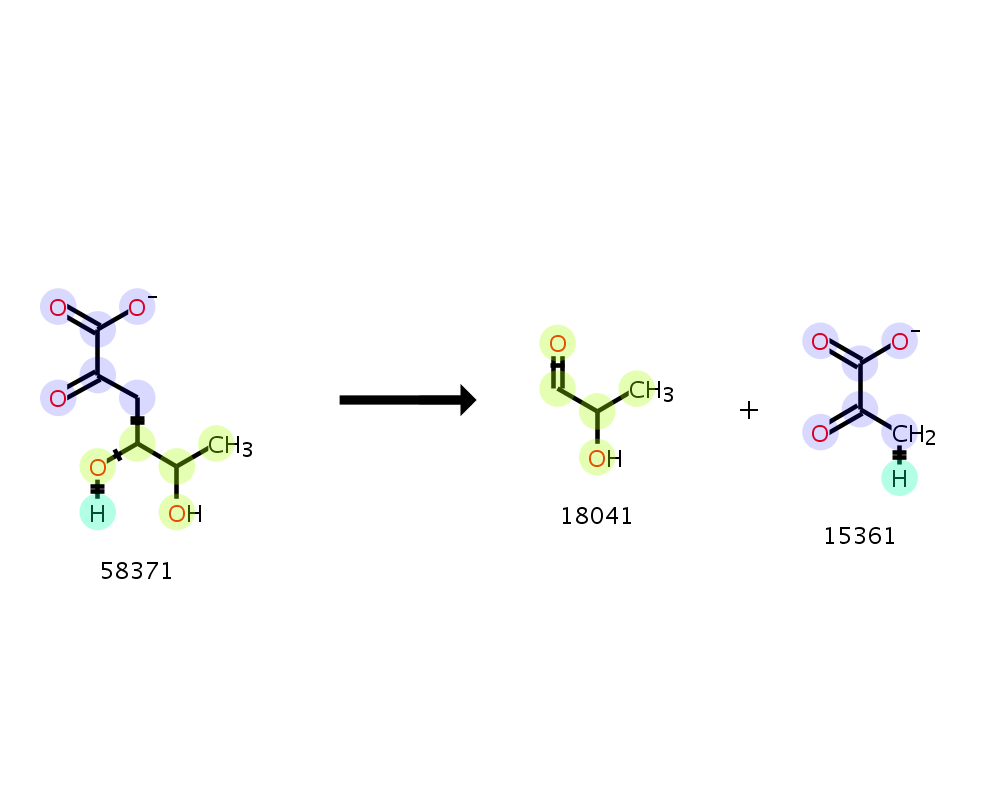 O O−
O
O CH3
H OH
58371
O
CH3
OH
18041
+
O O−
O CH2
H
15361